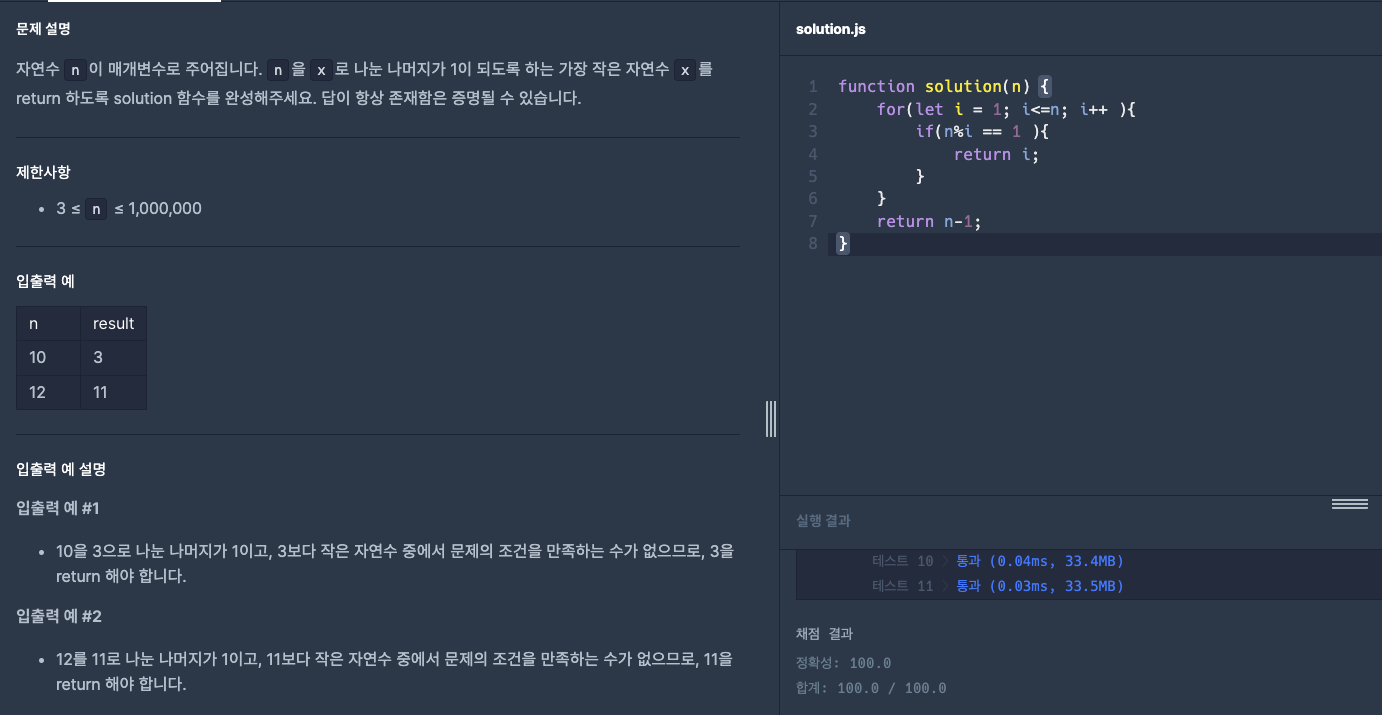 문제 설명
자연수 n이 매개변수로 주어집니다. n을 x로 나눈 나머지가 1이 되도록 하는 가장 작은 자연수 x를
return 하도록 solution 함수를 완성해주세요. 답이 항상 존재함은 증명될 수 있습니다.
제한사항
• 3 ≤ n ≤ 1,000,000
입출력 예
n result
10 3
12 11
입출력 예 설명
입출력 예 #1
• 10을 3으로 나눈 나머지가 1이고, 3보다 작은 자연수 중에서 문제의 조건을 만족하는 수가 없으므로, 3을
return 해야 합니다.
입출력 예 #2
• 12를 11로 나눈 나머지가 1이고, 11보다 작은 자연수 중에서 문제의 조건을 만족하는 수가 없으므로, 11을
return 해야 합니다.
solution.js
1 function solution(n) {
2     for(let i = 1; i<=n; i++ ){
3         if(n%i == 1 ){
4             return i;
5         }
6     }
7     return n-1;
8 }
실행 결과
테스트 10 > 통과 (0.04ms, 33.4MB)
테스트 11 > 통과 (0.03ms, 33.5MB)
채점 결과
정확성: 100.0
합계: 100.0 / 100.0